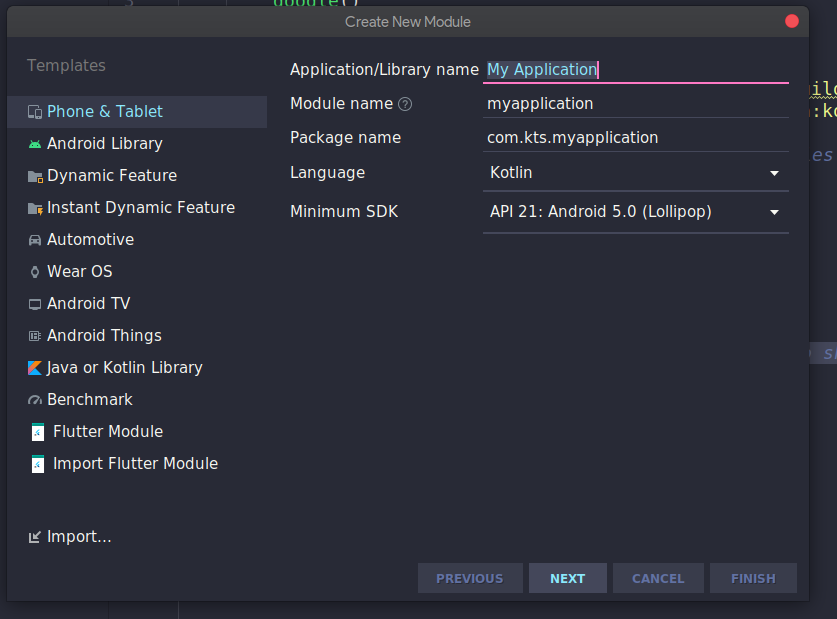 google()
Create New Module
Templates
Phone & Tablet
Android Library
Dynamic Feature
Instant Dynamic Feature
Automotive
Wear OS
Android TV
Android Things
Java or Kotlin Library
Benchmark
Flutter Module
Import Flutter Module
Import...
Application/Library name My Application
Module name ? myapplication
Package name com.kts.myapplication
Language Kotlin
Minimum SDK API 21: Android 5.0 (Lollipop)
PREVIOUS NEXT CANCEL FINISH